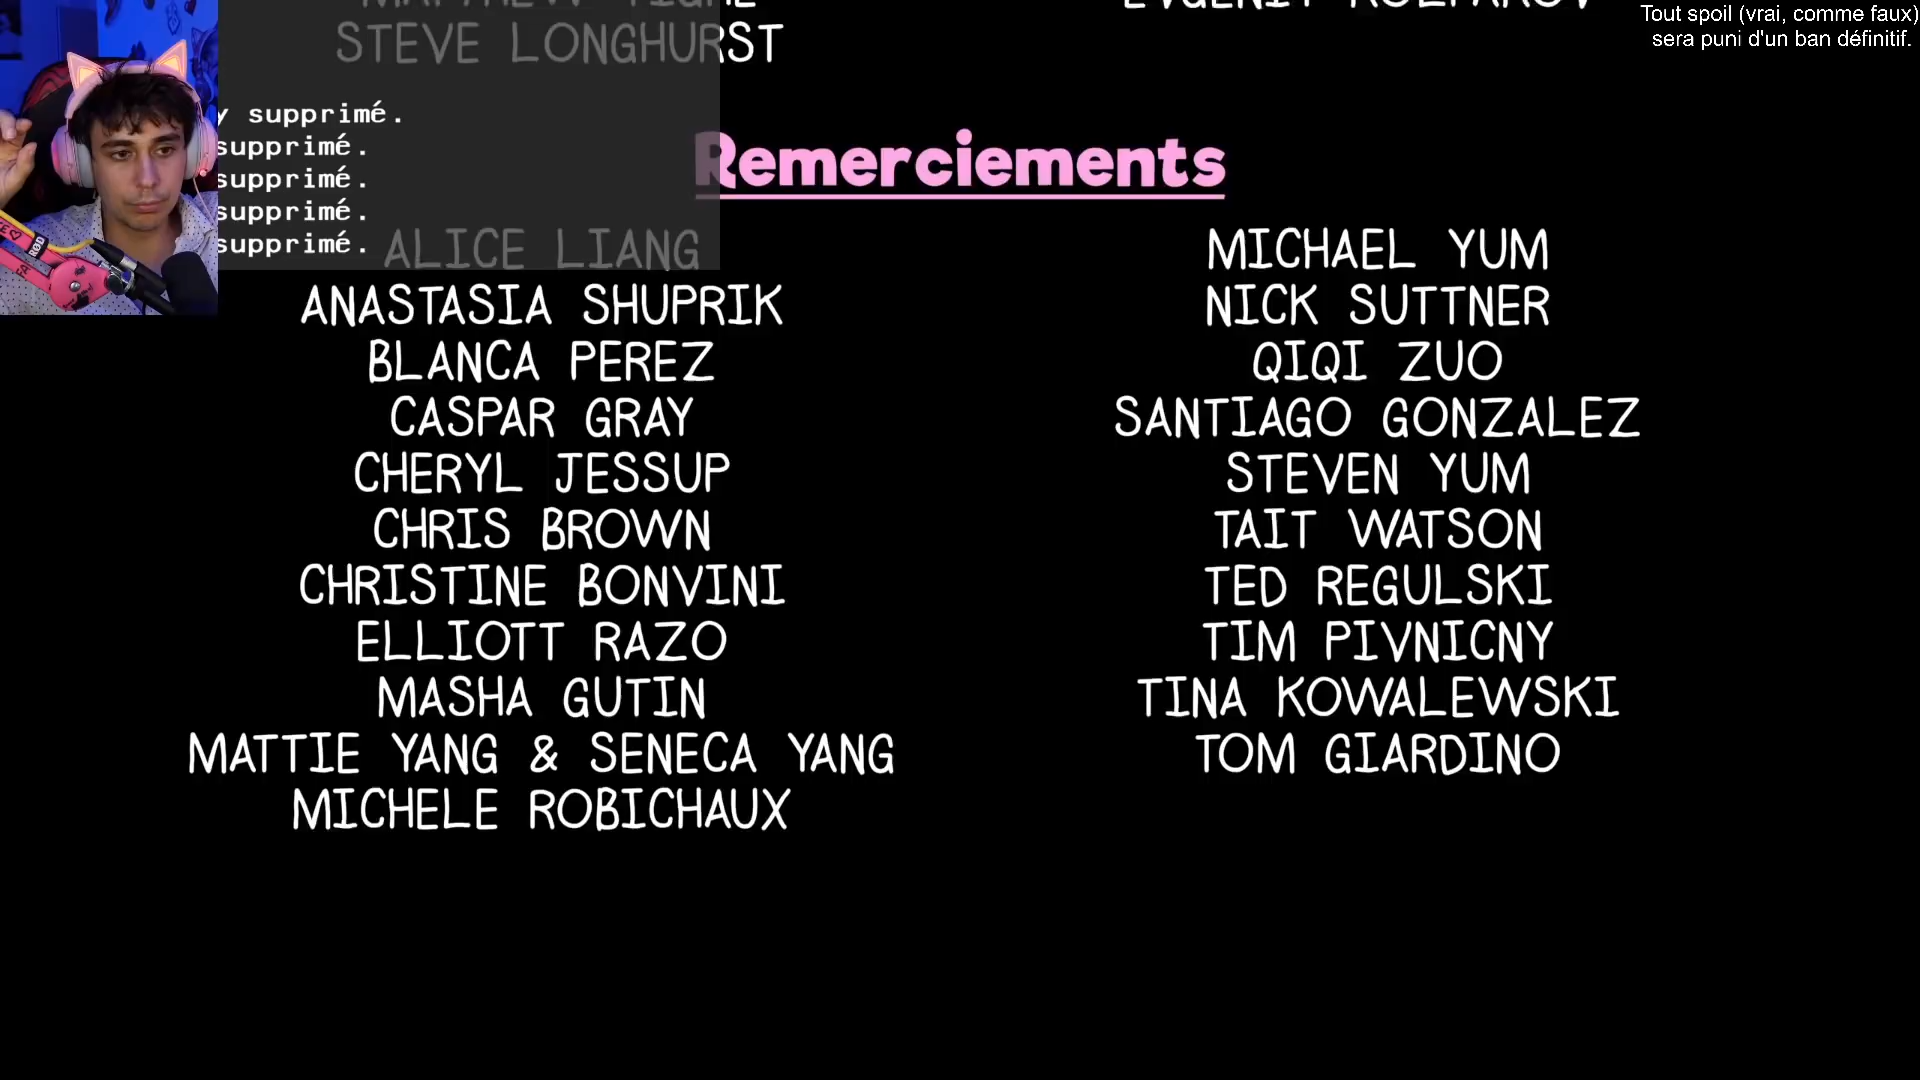 Tout spoil (vrai, comme faux)
sera puni d'un ban définitif.
STEVE LONGHURST
y supprimé.
supprimé.
supprimé.
supprimé.
supprimé.
Remerciements
ALICE LIANG
ANASTASIA SHUPRIK
BLANCA PEREZ
CASPAR GRAY
CHERYL JESSUP
CHRIS BROWN
CHRISTINE BONVINI
ELLIOTT RAZO
MASHA GUTIN
MATTIE YANG & SENECA YANG
MICHELE ROBICHAUX
MICHAEL YUM
NICK SUTTNER
QIQI ZUO
SANTIAGO GONZALEZ
STEVEN YUM
TAIT WATSON
TED REGULSKI
TIM PIVNICNY
TINA KOWALEWSKI
TOM GIARDINO
RØDE